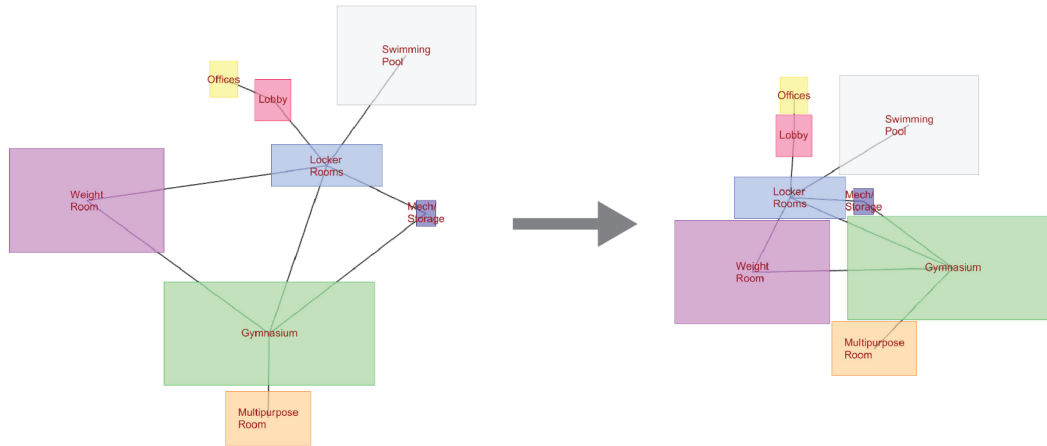 Swimming
Pool
Offices
Lobby
Locker
Rooms
Weight
Room
Mech/
Storage
Gymnasium
Multipurpose
Room
Offices
Swimming
Pool
Lobby
Locker
Rooms
Mech/
Storage
Weight
Room
Gymnasium
Multipurpose
Room